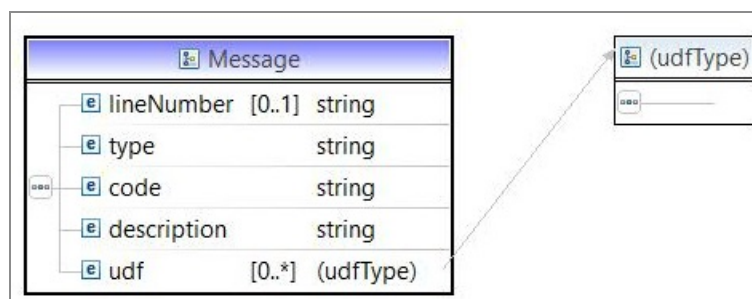 Message
(udfType)
lineNumber [0..1] string
type string
code string
description string
udf [0..*] (udfType)